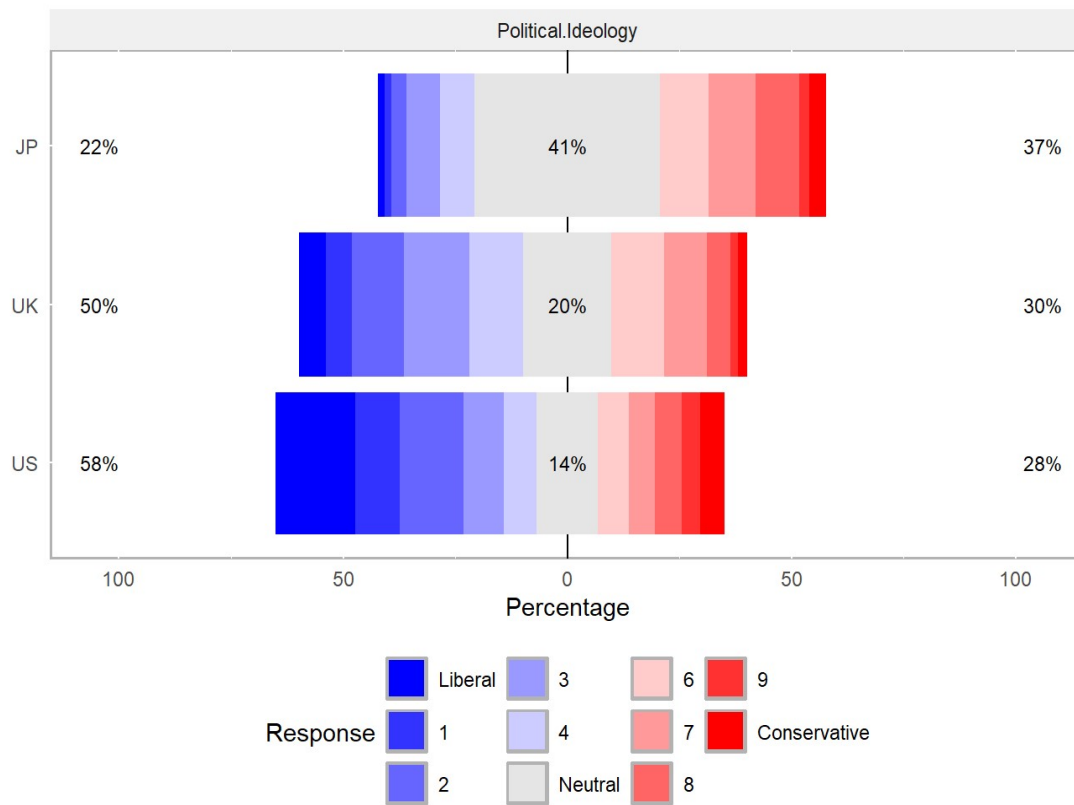 Political.Ideology
JP 22% 41% 37%
UK 50% 20% 30%
US 58% 14% 28%
100 50 0 50 100
Percentage
Liberal 3 6 9
Response 1 4 7 Conservative
2 Neutral 8